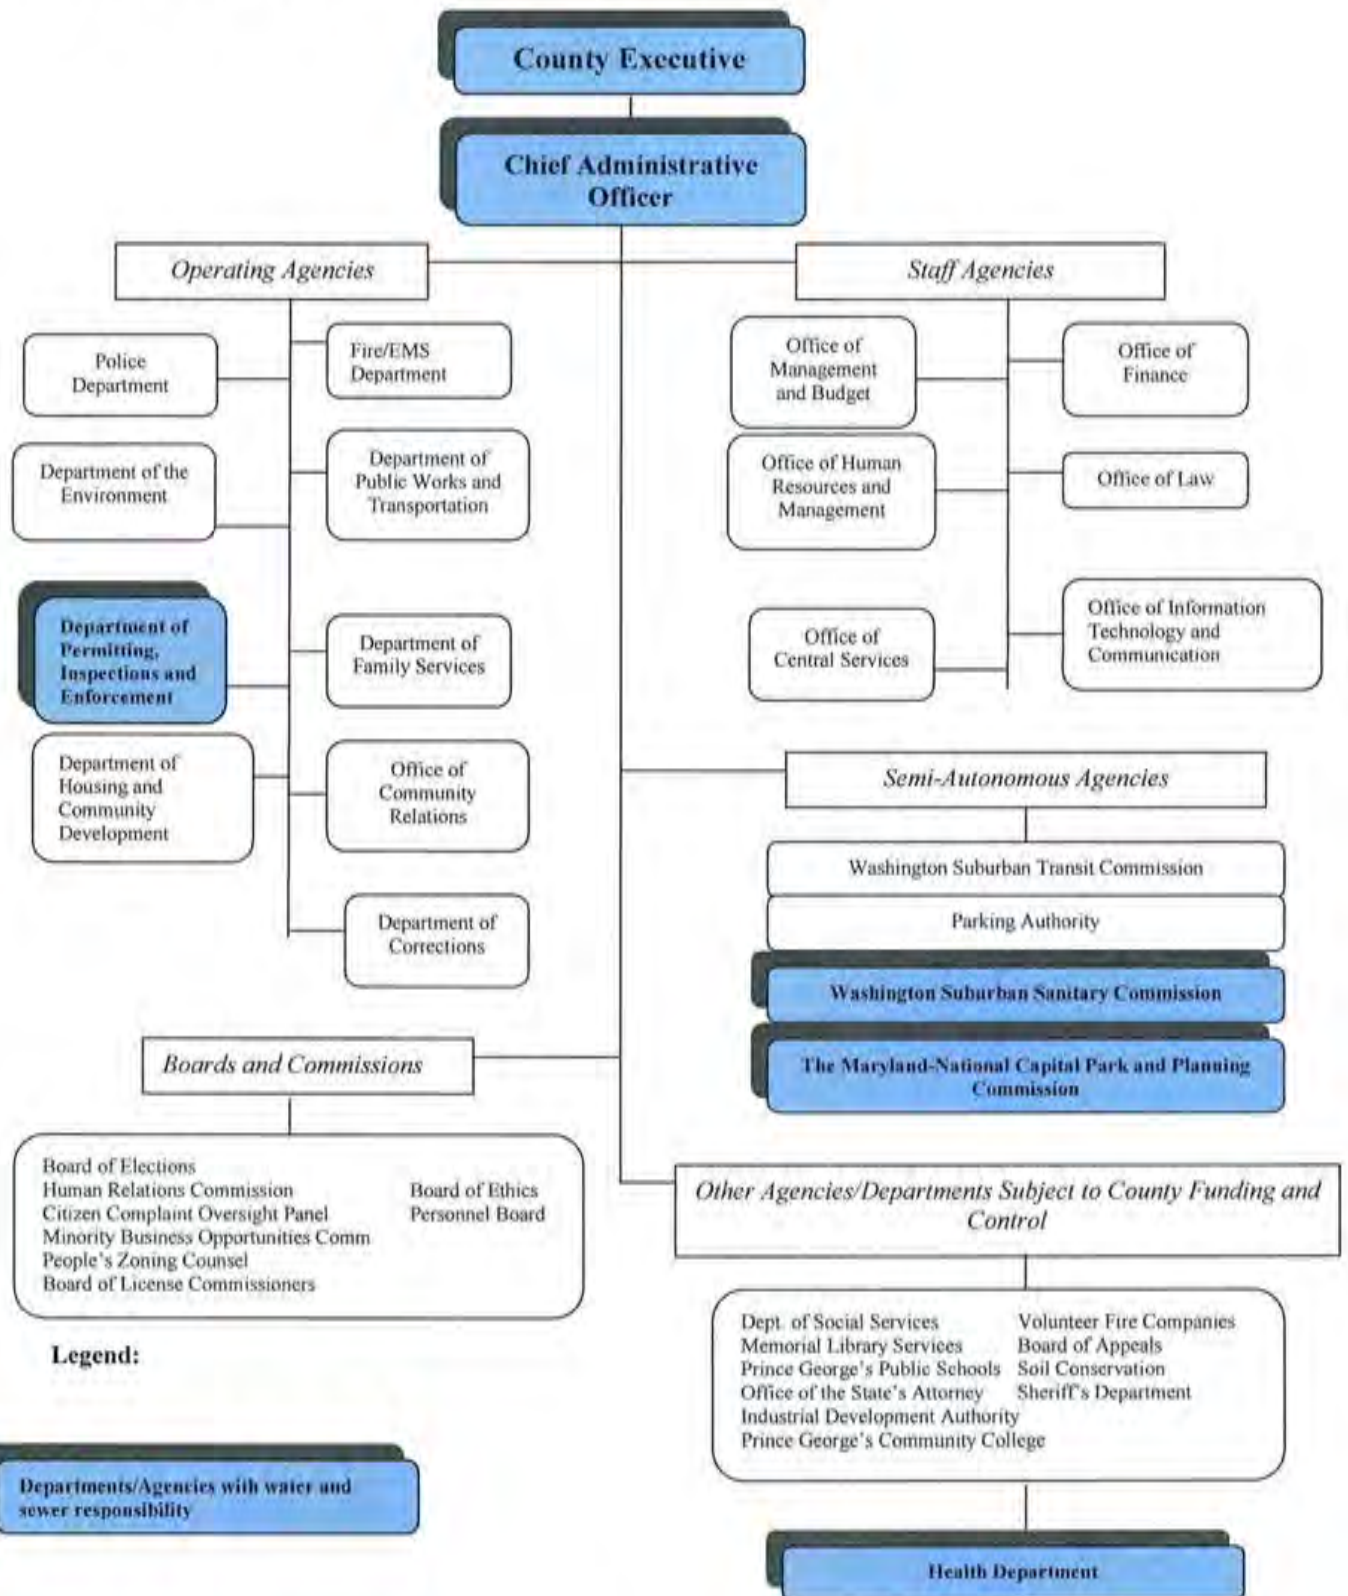 County Executive
Chief Administrative
Officer
Operating Agencies
Staff Agencies
Police
Department
Fire/EMS
Department
Department of the
Environment
Department of
Public Works and
Transportation
Department of
Permitting,
Inspections and
Enforcement
Department of
Family Services
Department of
Housing and
Community
Development
Office of
Community
Relations
Department of
Corrections
Office of
Management
and Budget
Office of
Finance
Office of Human
Resources and
Management
Office of Law
Office of
Central Services
Office of Information
Technology and
Communication
Semi-Autonomous Agencies
Washington Suburban Transit Commission
Parking Authority
Washington Suburban Sanitary Commission
The Maryland-National Capital Park and Planning
Commission
Boards and Commissions
Board of Elections
Human Relations Commission
Citizen Complaint Oversight Panel
Minority Business Opportunities Comm
People's Zoning Counsel
Board of License Commissioners
Board of Ethics
Personnel Board
Other Agencies/Departments Subject to County Funding and
Control
Dept. of Social Services
Memorial Library Services
Prince George's Public Schools
Office of the State's Attorney
Industrial Development Authority
Prince George's Community College
Volunteer Fire Companies
Board of Appeals
Soil Conservation
Sheriff's Department
Health Department
Legend:
Departments/Agencies with water and
sewer responsibility